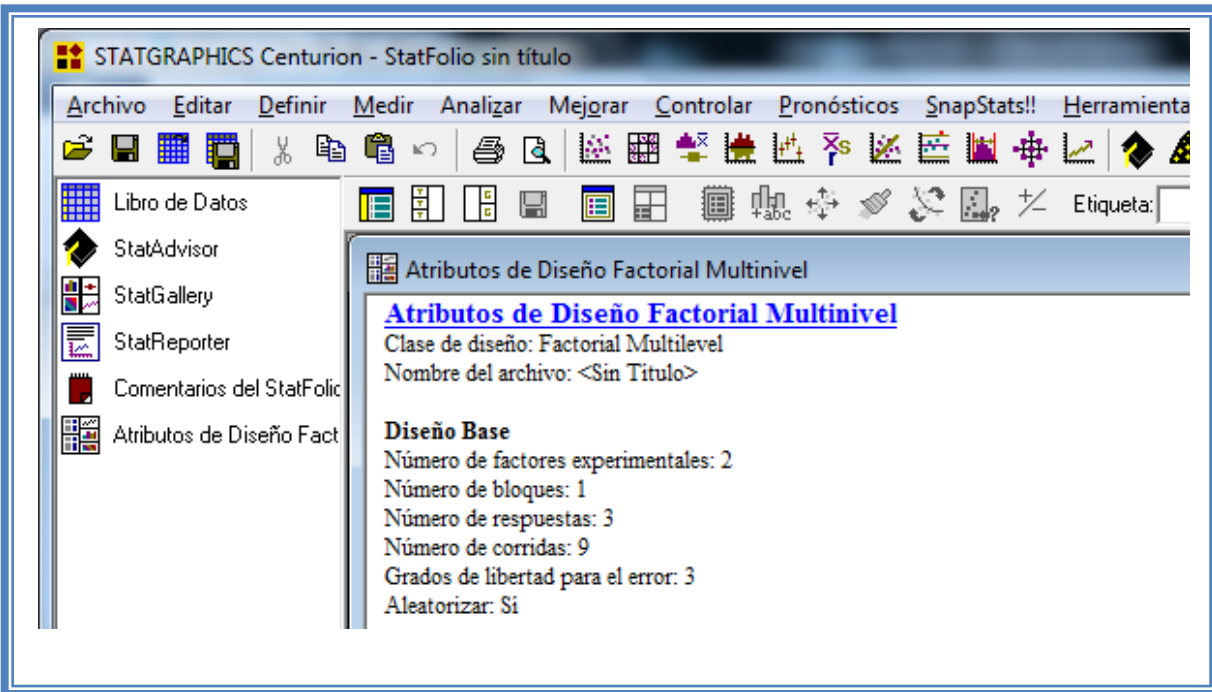 STATGRAPHICS Centurion - StatFolio sin título
Archivo Editar Definir Medir Analizar Mejorar Controlar Pronósticos SnapStats!! Herramienta
Libro de Datos
Etiqueta:
StatAdvisor
StatGallery
StatReporter
Comentarios del StatFolio
Atributos de Diseño Fact
Atributos de Diseño Factorial Multinivel
Atributos de Diseño Factorial Multinivel
Clase de diseño: Factorial Multilevel
Nombre del archivo: <Sin Titulo>
Diseño Base
Número de factores experimentales: 2
Número de bloques: 1
Número de respuestas: 3
Número de corridas: 9
Grados de libertad para el error: 3
Aleatorizar: Sí